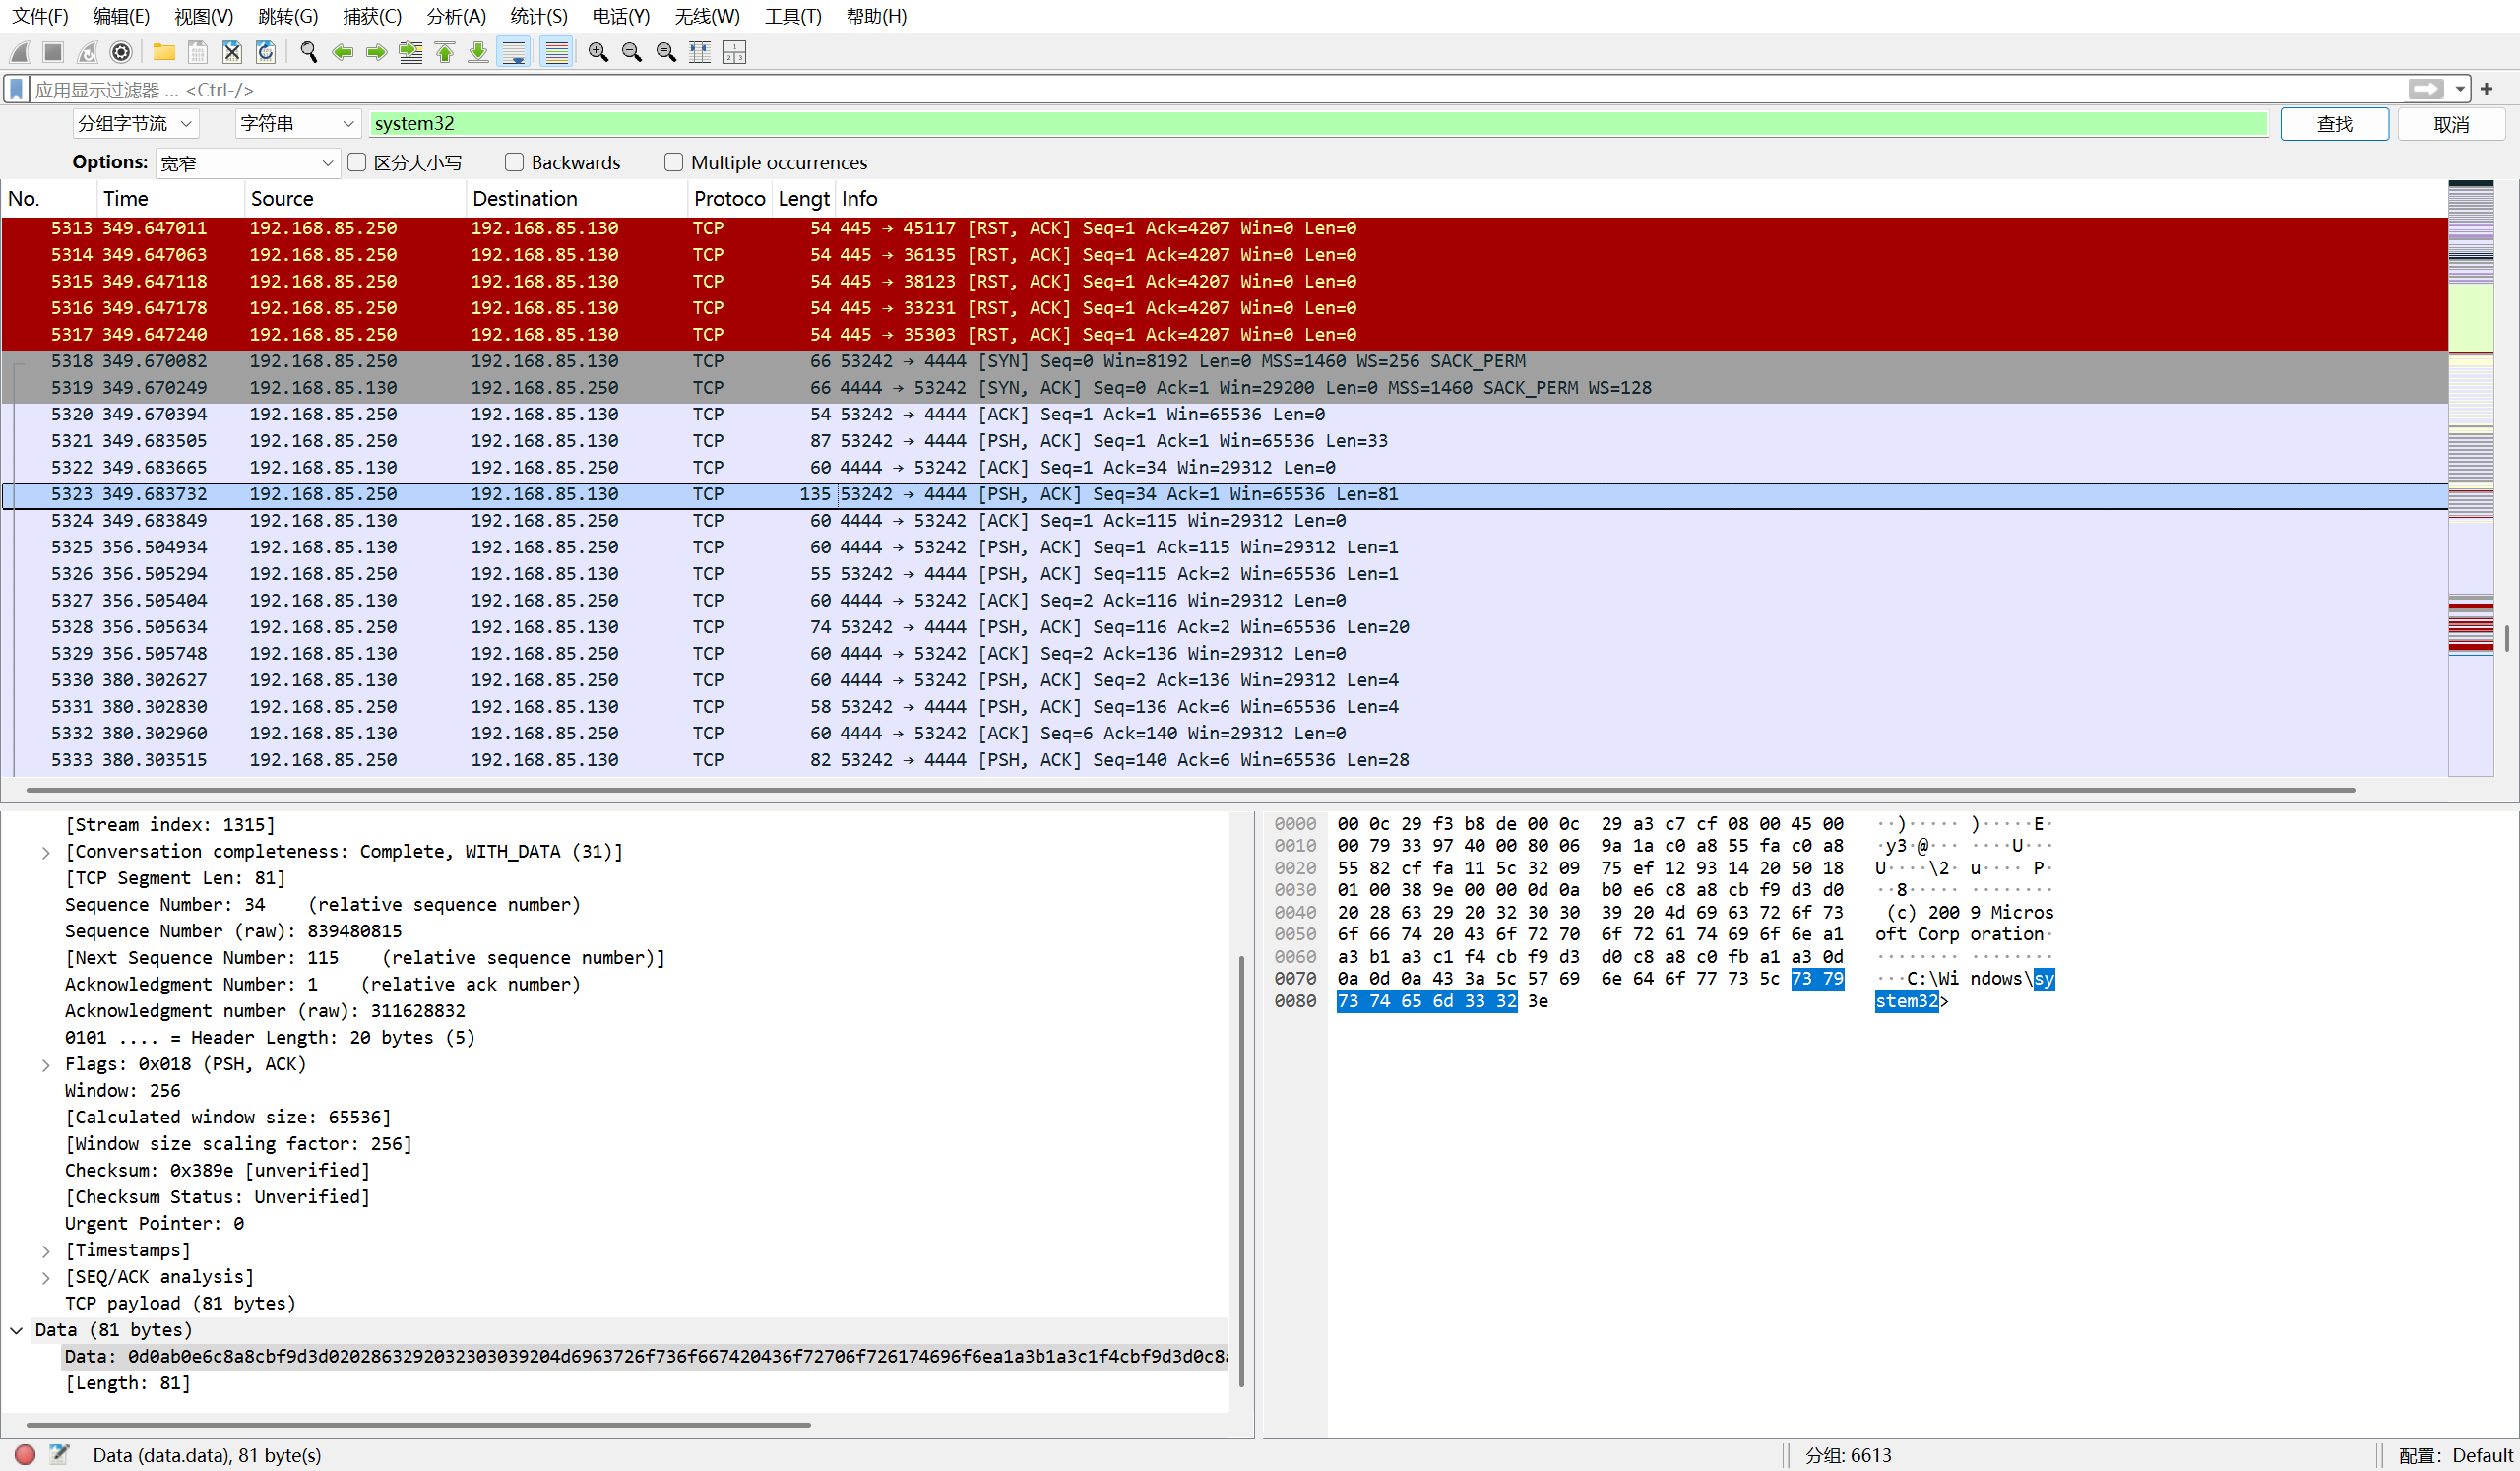 文件(F) 编辑(E) 视图(V) 跳转(G) 捕获(C) 分析(A) 统计(S) 电话(Y) 无线(W) 工具(T) 帮助(H)
应用显示过滤器 … <Ctrl-/>
分组字节流 字符串 system32 查找 取消
Options: 宽窄 区分大小写 Backwards Multiple occurrences
No. Time Source Destination Protoco Lengt Info
5313 349.647011 192.168.85.250 192.168.85.130 TCP 54 445 → 45117 [RST, ACK] Seq=1 Ack=4207 Win=0 Len=0
5314 349.647063 192.168.85.250 192.168.85.130 TCP 54 445 → 36135 [RST, ACK] Seq=1 Ack=4207 Win=0 Len=0
5315 349.647118 192.168.85.250 192.168.85.130 TCP 54 445 → 38123 [RST, ACK] Seq=1 Ack=4207 Win=0 Len=0
5316 349.647178 192.168.85.250 192.168.85.130 TCP 54 445 → 33231 [RST, ACK] Seq=1 Ack=4207 Win=0 Len=0
5317 349.647240 192.168.85.250 192.168.85.130 TCP 54 445 → 35303 [RST, ACK] Seq=1 Ack=4207 Win=0 Len=0
5318 349.670082 192.168.85.250 192.168.85.130 TCP 66 53242 → 4444 [SYN] Seq=0 Win=8192 Len=0 MSS=1460 WS=256 SACK_PERM
5319 349.670249 192.168.85.130 192.168.85.250 TCP 66 4444 → 53242 [SYN, ACK] Seq=0 Ack=1 Win=29200 Len=0 MSS=1460 SACK_PERM WS=128
5320 349.670394 192.168.85.250 192.168.85.130 TCP 54 53242 → 4444 [ACK] Seq=1 Ack=1 Win=65536 Len=0
5321 349.683505 192.168.85.250 192.168.85.130 TCP 87 53242 → 4444 [PSH, ACK] Seq=1 Ack=1 Win=65536 Len=33
5322 349.683665 192.168.85.130 192.168.85.250 TCP 60 4444 → 53242 [ACK] Seq=1 Ack=34 Win=29312 Len=0
5323 349.683732 192.168.85.250 192.168.85.130 TCP 135 53242 → 4444 [PSH, ACK] Seq=34 Ack=1 Win=65536 Len=81
5324 349.683849 192.168.85.130 192.168.85.250 TCP 60 4444 → 53242 [ACK] Seq=1 Ack=115 Win=29312 Len=0
5325 356.504934 192.168.85.130 192.168.85.250 TCP 60 4444 → 53242 [PSH, ACK] Seq=1 Ack=115 Win=29312 Len=1
5326 356.505294 192.168.85.250 192.168.85.130 TCP 55 53242 → 4444 [PSH, ACK] Seq=115 Ack=2 Win=65536 Len=1
5327 356.505404 192.168.85.130 192.168.85.250 TCP 60 4444 → 53242 [ACK] Seq=2 Ack=116 Win=29312 Len=0
5328 356.505634 192.168.85.250 192.168.85.130 TCP 74 53242 → 4444 [PSH, ACK] Seq=116 Ack=2 Win=65536 Len=20
5329 356.505748 192.168.85.130 192.168.85.250 TCP 60 4444 → 53242 [ACK] Seq=2 Ack=136 Win=29312 Len=0
5330 380.302627 192.168.85.130 192.168.85.250 TCP 60 4444 → 53242 [PSH, ACK] Seq=2 Ack=136 Win=29312 Len=4
5331 380.302830 192.168.85.250 192.168.85.130 TCP 58 53242 → 4444 [PSH, ACK] Seq=136 Ack=6 Win=65536 Len=4
5332 380.302960 192.168.85.130 192.168.85.250 TCP 60 4444 → 53242 [ACK] Seq=6 Ack=140 Win=29312 Len=0
5333 380.303515 192.168.85.250 192.168.85.130 TCP 82 53242 → 4444 [PSH, ACK] Seq=140 Ack=6 Win=65536 Len=28
[Stream index: 1315]
[Conversation completeness: Complete, WITH_DATA (31)]
[TCP Segment Len: 81]
Sequence Number: 34 (relative sequence number)
Sequence Number (raw): 839480815
[Next Sequence Number: 115 (relative sequence number)]
Acknowledgment Number: 1 (relative ack number)
Acknowledgment number (raw): 311628832
0101 .... = Header Length: 20 bytes (5)
Flags: 0x018 (PSH, ACK)
Window: 256
[Calculated window size: 65536]
[Window size scaling factor: 256]
Checksum: 0x389e [unverified]
[Checksum Status: Unverified]
Urgent Pointer: 0
[Timestamps]
[SEQ/ACK analysis]
TCP payload (81 bytes)
Data (81 bytes)
Data: 0d0ab0e6c8a8cbf9d3d0202863292032303039204d6963726f736f667420436f72706f726174696f6ea1a3b1a3c1f4cbf9d3d0c8a
[Length: 81]
0000 00 0c 29 f3 b8 de 00 0c 29 a3 c7 cf 08 00 45 00 ··)····· )·····E·
0010 00 79 33 97 40 00 80 06 9a 1a c0 a8 55 fa c0 a8 ·y3·@··· ····U···
0020 55 82 cf fa 11 5c 32 09 75 ef 12 93 14 20 50 18 U····\2· u···· P·
0030 01 00 38 9e 00 00 0d 0a b0 e6 c8 a8 cb f9 d3 d0 ··8····· ········
0040 20 28 63 29 20 32 30 30 39 20 4d 69 63 72 6f 73 (c) 200 9 Micros
0050 6f 66 74 20 43 6f 72 70 6f 72 61 74 69 6f 6e a1 oft Corp oration·
0060 a3 b1 a3 c1 f4 cb f9 d3 d0 c8 a8 c0 fb a1 a3 0d ········ ········
0070 0a 0d 0a 43 3a 5c 57 69 6e 64 6f 77 73 5c 73 79 ···C:\Wi ndows\sy
0080 73 74 65 6d 33 32 3e stem32>
Data (data.data), 81 byte(s) 分组: 6613 配置: Default